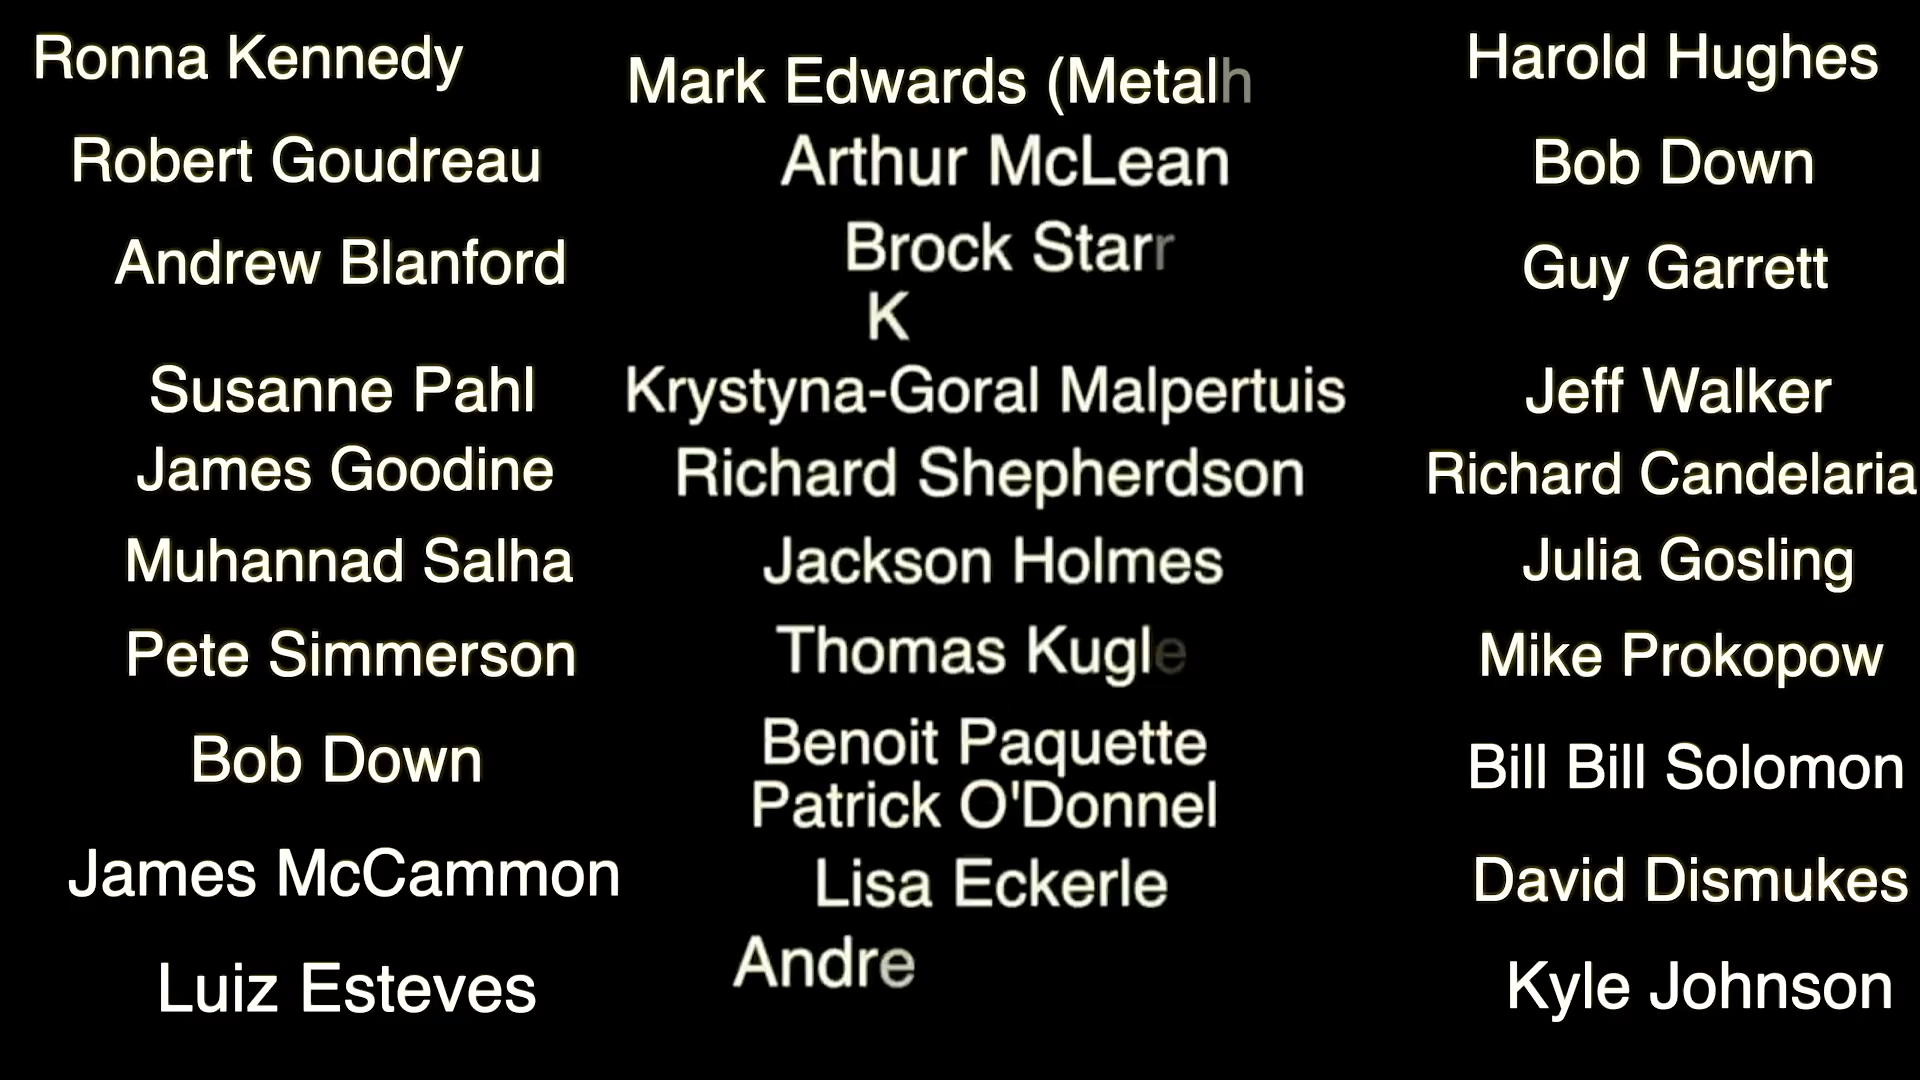 Ronna Kennedy
Robert Goudreau
Andrew Blanford
Susanne Pahl
James Goodine
Muhannad Salha
Pete Simmerson
Bob Down
James McCammon
Luiz Esteves
Mark Edwards (Metalh
Arthur McLean
Brock Starr
K
Krystyna-Goral Malpertuis
Richard Shepherdson
Jackson Holmes
Thomas Kugle
Benoit Paquette
Patrick O'Donnel
Lisa Eckerle
Andre
Harold Hughes
Bob Down
Guy Garrett
Jeff Walker
Richard Candelaria
Julia Gosling
Mike Prokopow
Bill Bill Solomon
David Dismukes
Kyle Johnson